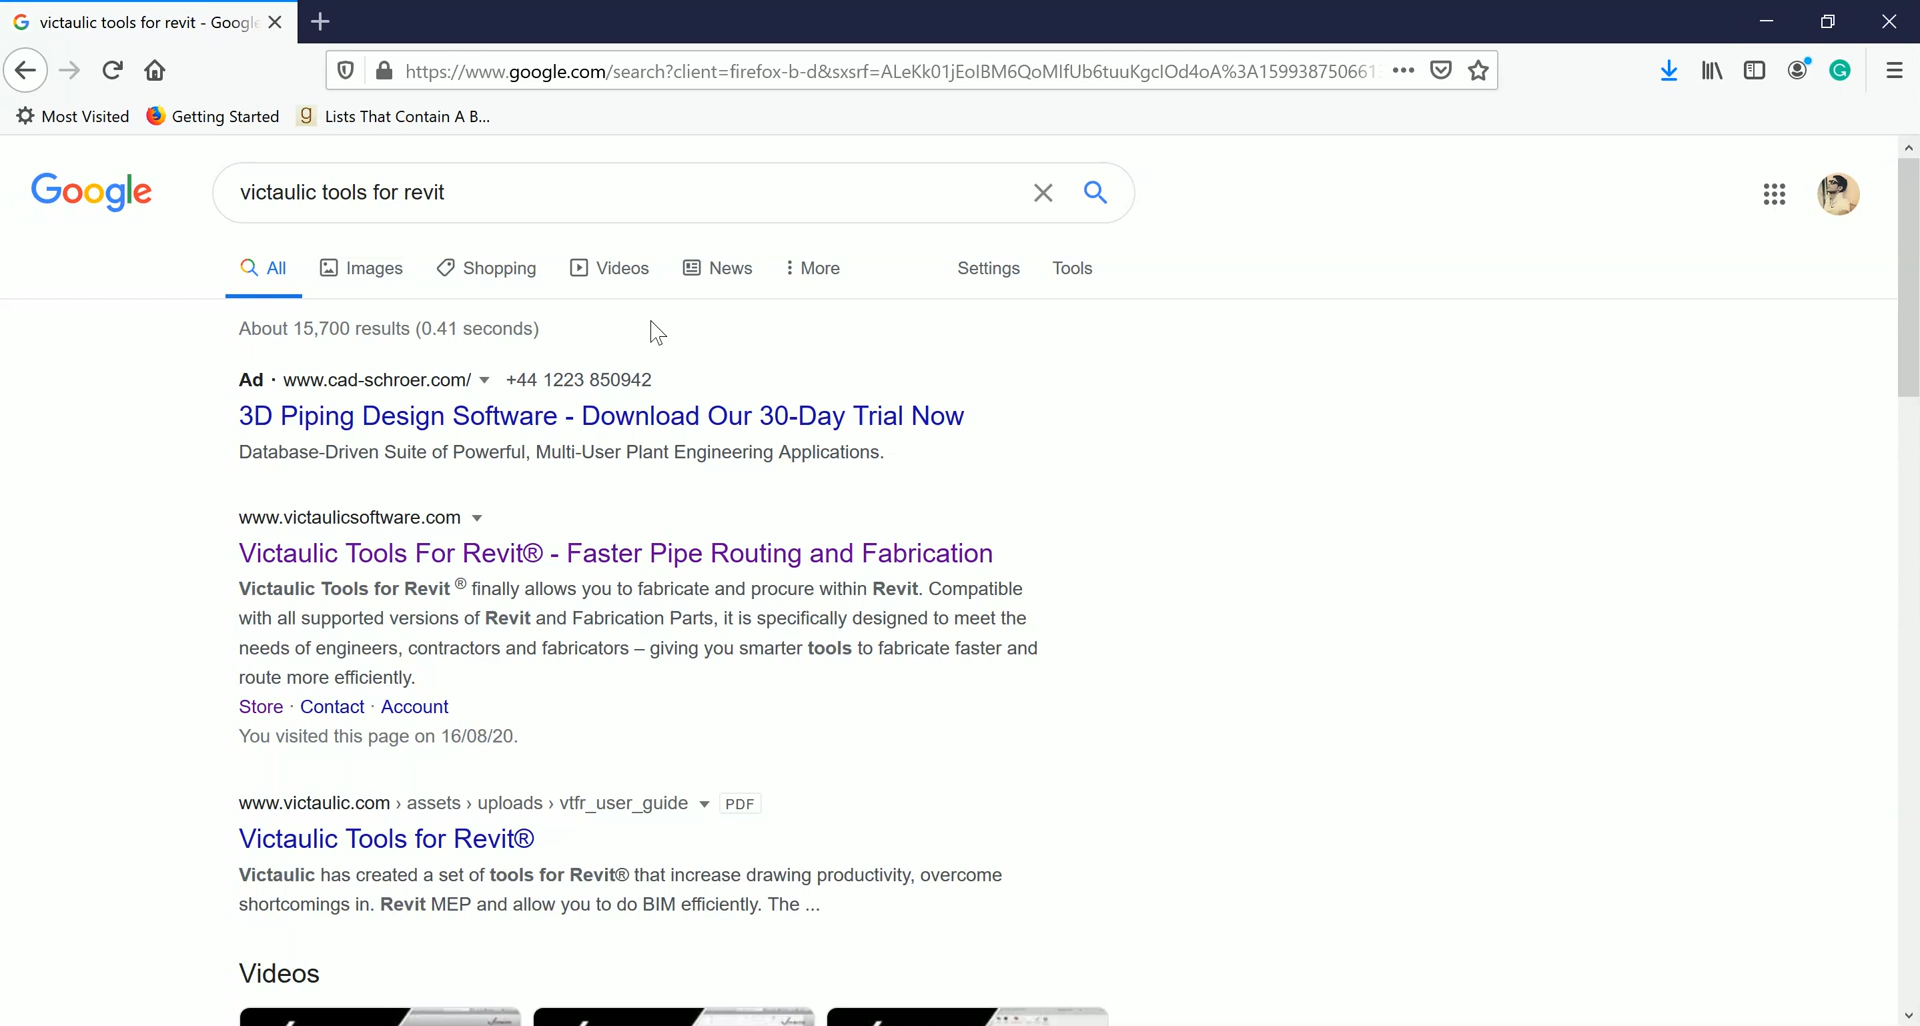 victaulic tools for revit - Google
https://www.google.com/search?client=firefox-b-d&sxsrf=ALeKk01jEolBM6QoMIfUb6tuuKgclOd4oA%3A1599387506613
Most Visited Getting Started Lists That Contain A B...
Google victaulic tools for revit
All Images Shopping Videos News More Settings Tools
About 15,700 results (0.41 seconds)
Ad · www.cad-schroer.com/ +44 1223 850942
3D Piping Design Software - Download Our 30-Day Trial Now
Database-Driven Suite of Powerful, Multi-User Plant Engineering Applications.
www.victaulicsoftware.com
Victaulic Tools For Revit® - Faster Pipe Routing and Fabrication
Victaulic Tools for Revit ® finally allows you to fabricate and procure within Revit. Compatible
with all supported versions of Revit and Fabrication Parts, it is specifically designed to meet the
needs of engineers, contractors and fabricators – giving you smarter tools to fabricate faster and
route more efficiently.
Store · Contact · Account
You visited this page on 16/08/20.
www.victaulic.com › assets › uploads › vtfr_user_guide PDF
Victaulic Tools for Revit®
Victaulic has created a set of tools for Revit® that increase drawing productivity, overcome
shortcomings in. Revit MEP and allow you to do BIM efficiently. The ...
Videos